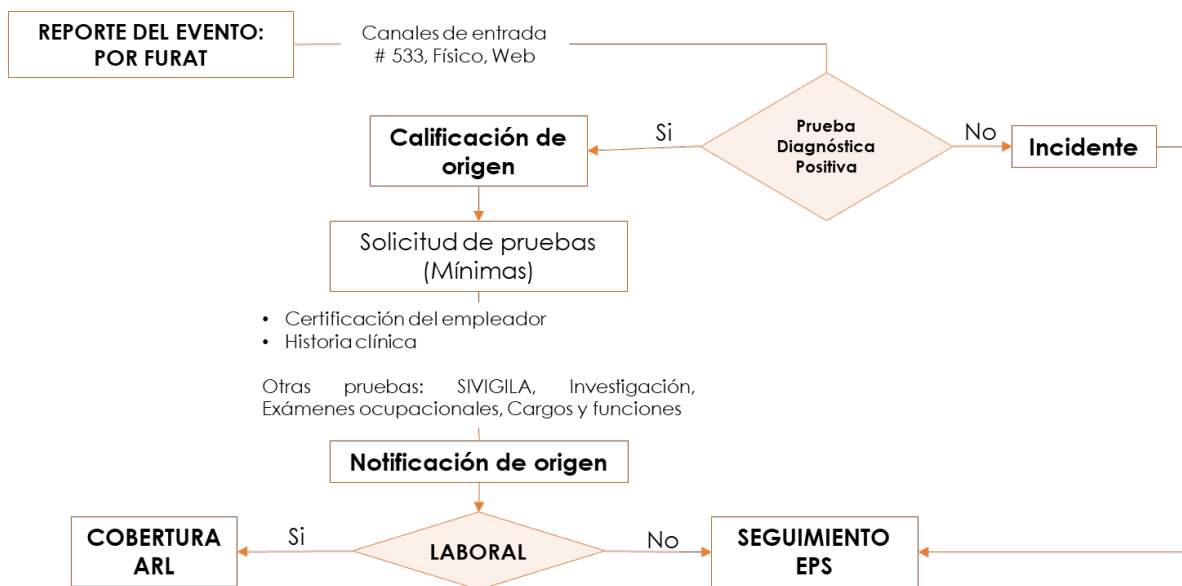 REPORTE DEL EVENTO:
POR FURAT
Canales de entrada
# 533, Físico, Web
Prueba
Diagnóstica
Positiva
Si
No
Calificación de
origen
Incidente
Solicitud de pruebas
(Mínimas)
• Certificación del empleador
• Historia clínica
Otras pruebas: SIVIGILA, Investigación,
Exámenes ocupacionales, Cargos y funciones
Notificación de origen
COBERTURA
ARL
Si
LABORAL
No
SEGUIMIENTO
EPS